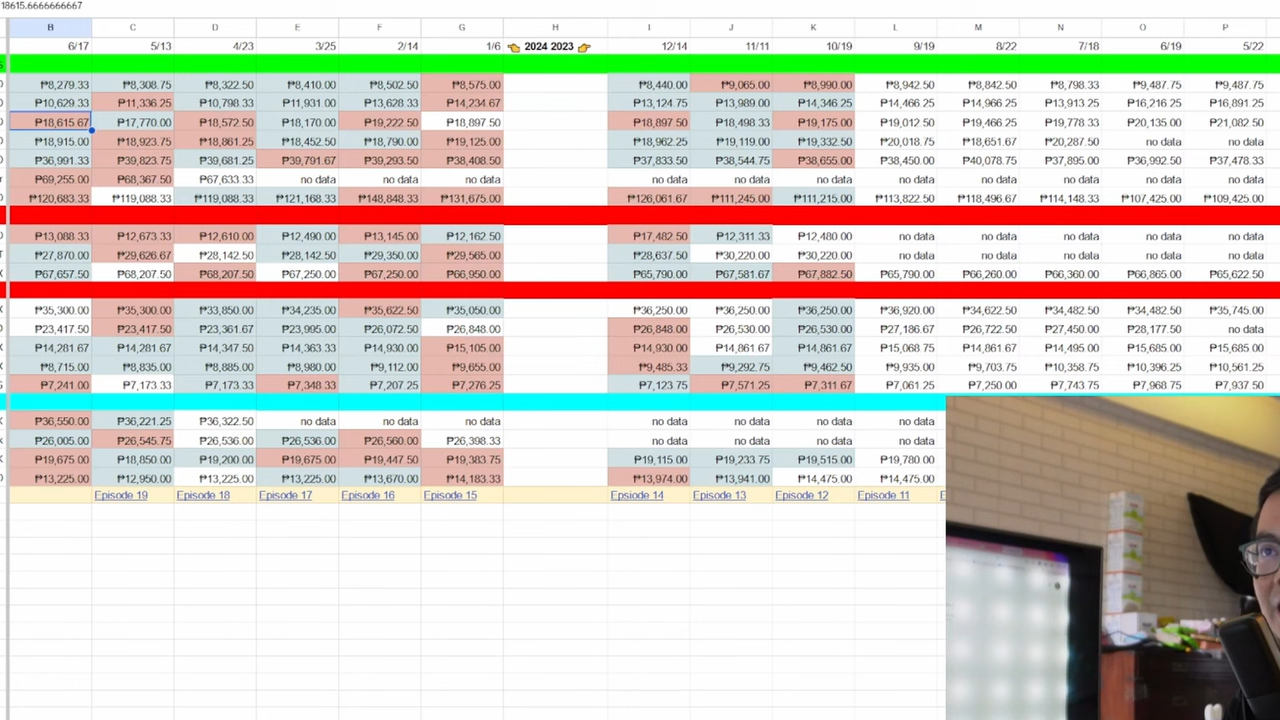 18615.6666666667
B C D E F G H I J K L M N O P
6/17 5/13 4/23 3/25 2/14 1/6 👈 2024 2023 👉 12/14 11/11 10/19 9/19 8/22 7/18 6/19 5/22
₱8,279.33 ₱8,308.75 ₱8,322.50 ₱8,410.00 ₱8,502.50 ₱8,575.00 ₱8,440.00 ₱9,065.00 ₱8,990.00 ₱8,942.50 ₱8,842.50 ₱8,798.33 ₱9,487.75 ₱9,487.75
₱10,629.33 ₱11,336.25 ₱10,798.33 ₱11,931.00 ₱13,628.33 ₱14,234.67 ₱13,124.75 ₱13,989.00 ₱14,346.25 ₱14,466.25 ₱14,966.25 ₱13,913.25 ₱16,216.25 ₱16,891.25
₱18,615.67 ₱17,770.00 ₱18,572.50 ₱18,170.00 ₱19,222.50 ₱18,897.50 ₱18,897.50 ₱18,498.33 ₱19,175.00 ₱19,012.50 ₱19,466.25 ₱19,778.33 ₱20,135.00 ₱21,082.50
₱18,915.00 ₱18,923.75 ₱18,861.25 ₱18,452.50 ₱18,790.00 ₱19,125.00 ₱18,962.25 ₱19,119.00 ₱19,332.50 ₱20,018.75 ₱18,651.67 ₱20,287.50 no data no data
₱36,991.33 ₱39,823.75 ₱39,681.25 ₱39,791.67 ₱39,293.50 ₱38,408.50 ₱37,833.50 ₱38,544.75 ₱38,655.00 ₱38,450.00 ₱40,078.75 ₱37,895.00 ₱36,992.50 ₱37,478.33
₱69,255.00 ₱68,367.50 ₱67,633.33 no data no data no data no data no data no data no data no data no data no data no data
₱120,683.33 ₱119,088.33 ₱119,088.33 ₱121,168.33 ₱148,848.33 ₱131,675.00 ₱126,061.67 ₱111,245.00 ₱111,215.00 ₱113,822.50 ₱118,496.67 ₱114,148.33 ₱107,425.00 ₱109,425.00
₱13,088.33 ₱12,673.33 ₱12,610.00 ₱12,490.00 ₱13,145.00 ₱12,162.50 ₱17,482.50 ₱12,311.33 ₱12,480.00 no data no data no data no data no data
₱27,870.00 ₱29,626.67 ₱28,142.50 ₱28,142.50 ₱29,350.00 ₱29,565.00 ₱28,637.50 ₱30,220.00 ₱30,220.00 no data no data no data no data no data
₱67,657.50 ₱68,207.50 ₱68,207.50 ₱67,250.00 ₱67,250.00 ₱66,950.00 ₱65,790.00 ₱67,581.67 ₱67,882.50 ₱65,790.00 ₱66,260.00 ₱66,360.00 ₱66,865.00 ₱65,622.50
₱35,300.00 ₱35,300.00 ₱33,850.00 ₱34,235.00 ₱35,622.50 ₱35,050.00 ₱36,250.00 ₱36,250.00 ₱36,250.00 ₱36,920.00 ₱34,622.50 ₱34,482.50 ₱34,482.50 ₱35,745.00
₱23,417.50 ₱23,417.50 ₱23,361.67 ₱23,995.00 ₱26,072.50 ₱26,848.00 ₱26,848.00 ₱26,530.00 ₱26,530.00 ₱27,186.67 ₱26,722.50 ₱27,450.00 ₱28,177.50 no data
₱14,281.67 ₱14,281.67 ₱14,347.50 ₱14,363.33 ₱14,930.00 ₱15,105.00 ₱14,930.00 ₱14,861.67 ₱14,861.67 ₱15,068.75 ₱14,861.67 ₱14,495.00 ₱15,685.00 ₱15,685.00
₱8,715.00 ₱8,835.00 ₱8,885.00 ₱8,980.00 ₱9,112.00 ₱9,655.00 ₱9,485.33 ₱9,292.75 ₱9,462.50 ₱9,935.00 ₱9,703.75 ₱10,358.75 ₱10,396.25 ₱10,561.25
₱7,241.00 ₱7,173.33 ₱7,173.33 ₱7,348.33 ₱7,207.25 ₱7,276.25 ₱7,123.75 ₱7,571.25 ₱7,311.67 ₱7,061.25 ₱7,250.00 ₱7,743.75 ₱7,968.75 ₱7,937.50
₱36,550.00 ₱36,221.25 ₱36,322.50 no data no data no data no data no data no data no data
₱26,005.00 ₱26,545.75 ₱26,536.00 ₱26,536.00 ₱26,560.00 ₱26,398.33 no data no data no data no data
₱19,675.00 ₱18,850.00 ₱19,200.00 ₱19,675.00 ₱19,447.50 ₱19,383.75 ₱19,115.00 ₱19,233.75 ₱19,515.00 ₱19,780.00
₱13,225.00 ₱12,950.00 ₱13,225.00 ₱13,225.00 ₱13,670.00 ₱14,183.33 ₱13,974.00 ₱13,941.00 ₱14,475.00 ₱14,475.00
Episode 19 Episode 18 Episode 17 Episode 16 Episode 15 Epsiode 14 Episode 13 Episode 12 Episode 11